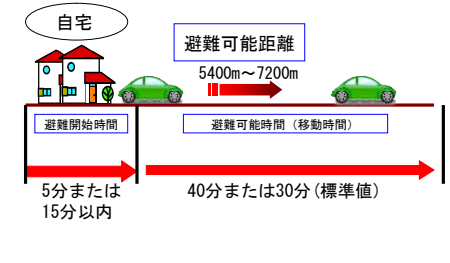 自宅
避難可能距離
5400m～7200m
避難開始時間
避難可能時間（移動時間）
5分または
15分以内
40分または30分(標準値)